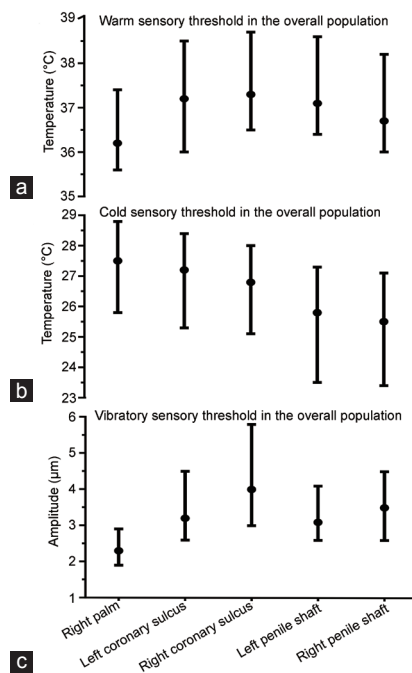 Warm sensory threshold in the overall population
39
38
37
36
35
Temperature (°C)
a
Cold sensory threshold in the overall population
29
28
27
26
25
24
23
Temperature (°C)
b
Vibratory sensory threshold in the overall population
6
5
4
3
2
1
Amplitude (µm)
Right palm
Left coronary sulcus
Right coronary sulcus
Left penile shaft
Right penile shaft
c